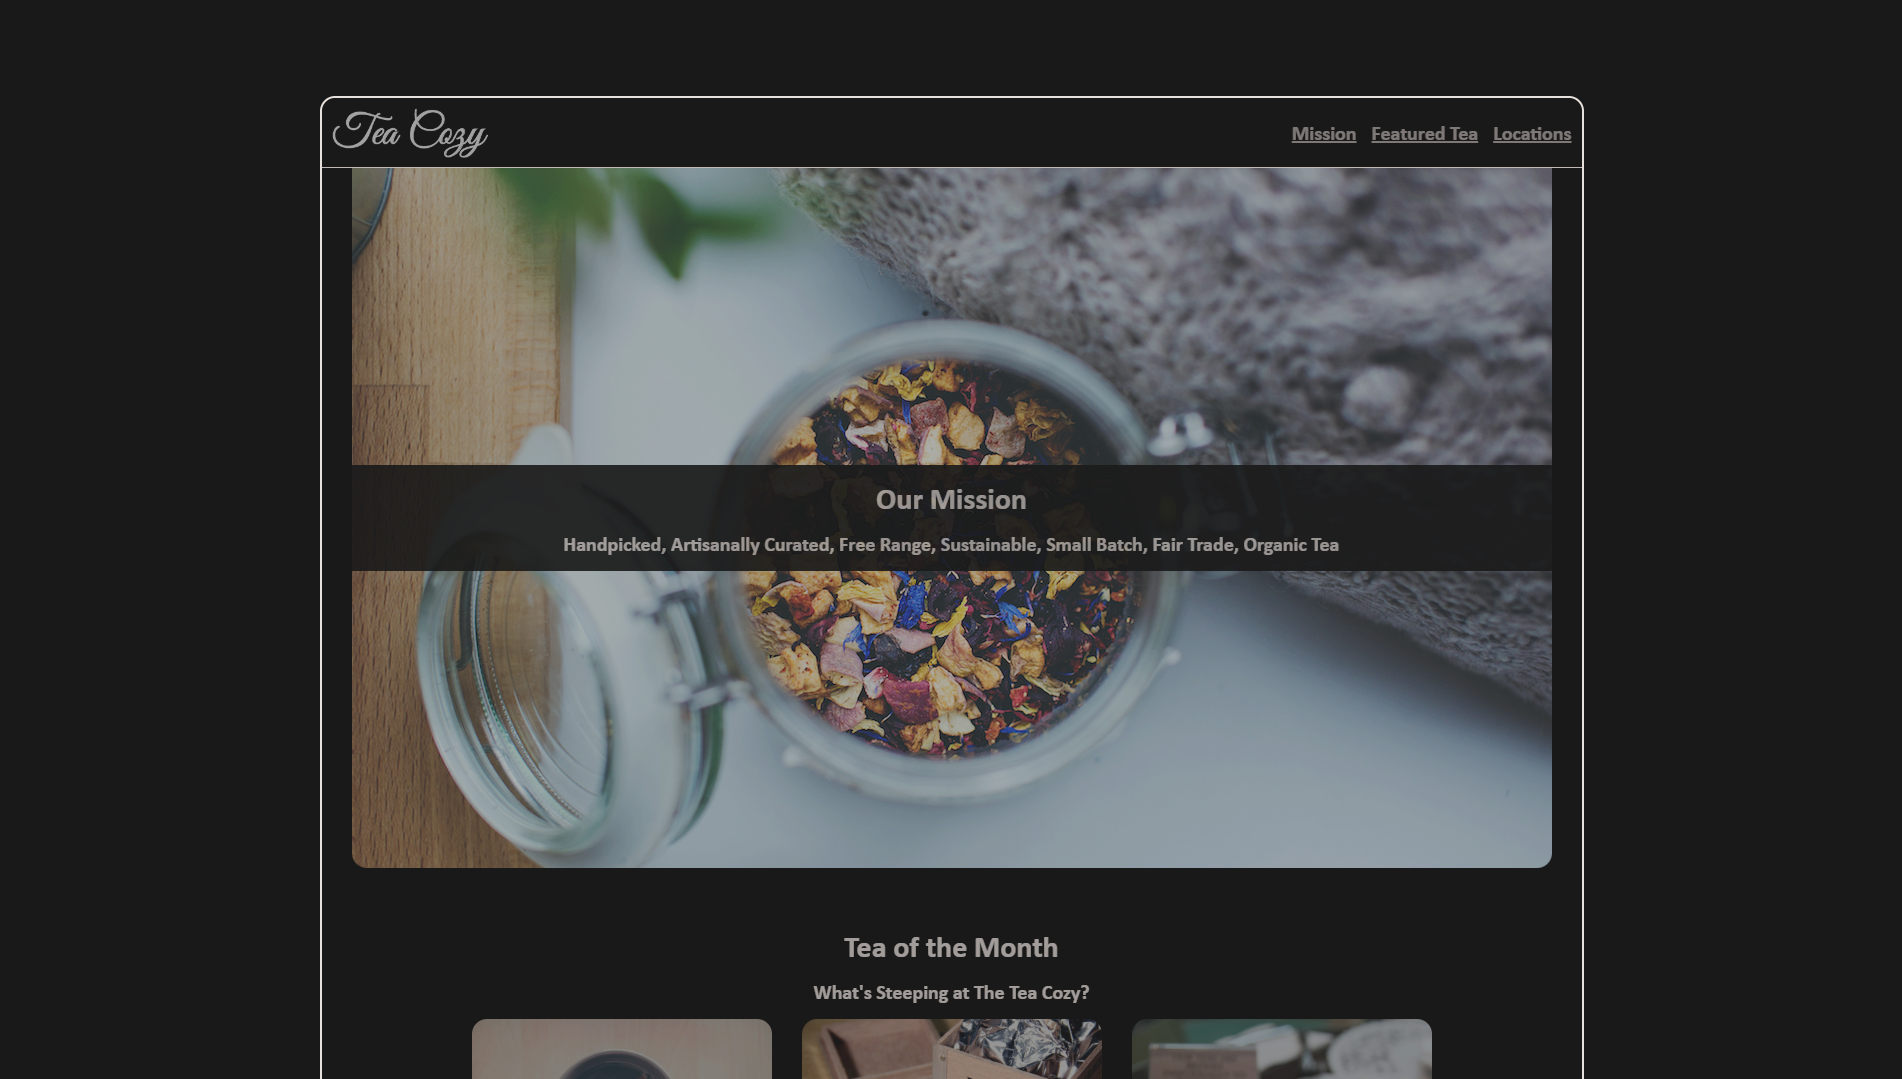 Tea Cozy
Mission Featured Tea Locations
Our Mission
Handpicked, Artisanally Curated, Free Range, Sustainable, Small Batch, Fair Trade, Organic Tea
Tea of the Month
What's Steeping at The Tea Cozy?